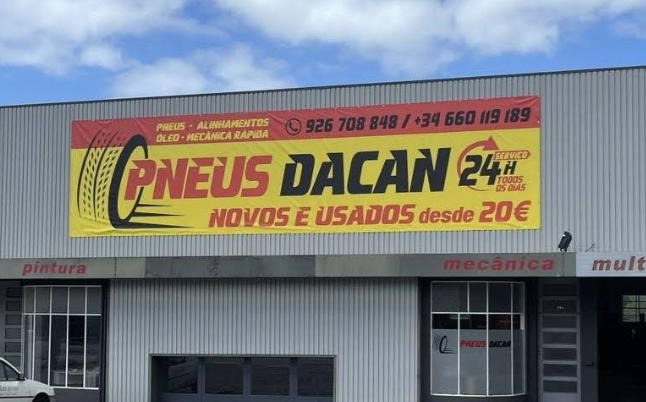 PNEUS - ALINHAMENTOS
ÓLEO - MECÂNICA RÁPIDA
926 708 848 / +34 660 119 189
PNEUS DACAN
24H
SERVIÇO
TODOS
OS DIAS
NOVOS E USADOS desde 20€
pintura
mecânica
mult
PNEUS DACAN